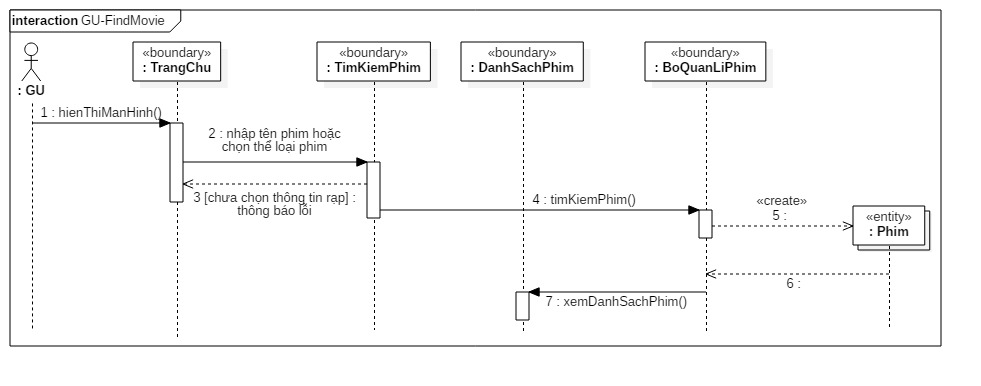 interaction GU-FindMovie
: GU
«boundary»
: TrangChu
«boundary»
: TimKiemPhim
«boundary»
: DanhSachPhim
«boundary»
: BoQuanLiPhim
1 : hienThiManHinh()
2 : nhập tên phim hoặc
chọn thể loại phim
3 [chưa chọn thông tin rạp] :
thông báo lỗi
4 : timKiemPhim()
«create»
5 :
«entity»
: Phim
6 :
7 : xemDanhSachPhim()